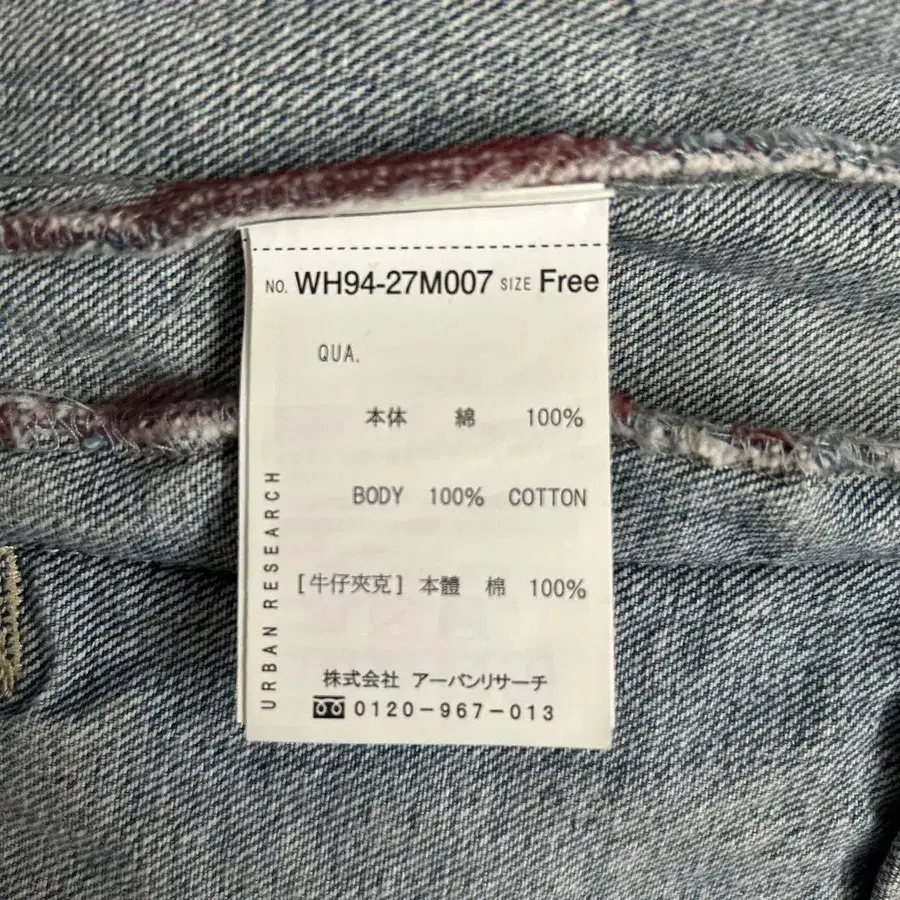 NO. WH94-27M007 SIZE Free
QUA.
本体 綿 100%
BODY 100% COTTON
[牛仔夾克] 本體 棉 100%
株式会社 アーバンリサーチ
0120-967-013
URBAN RESEARCH